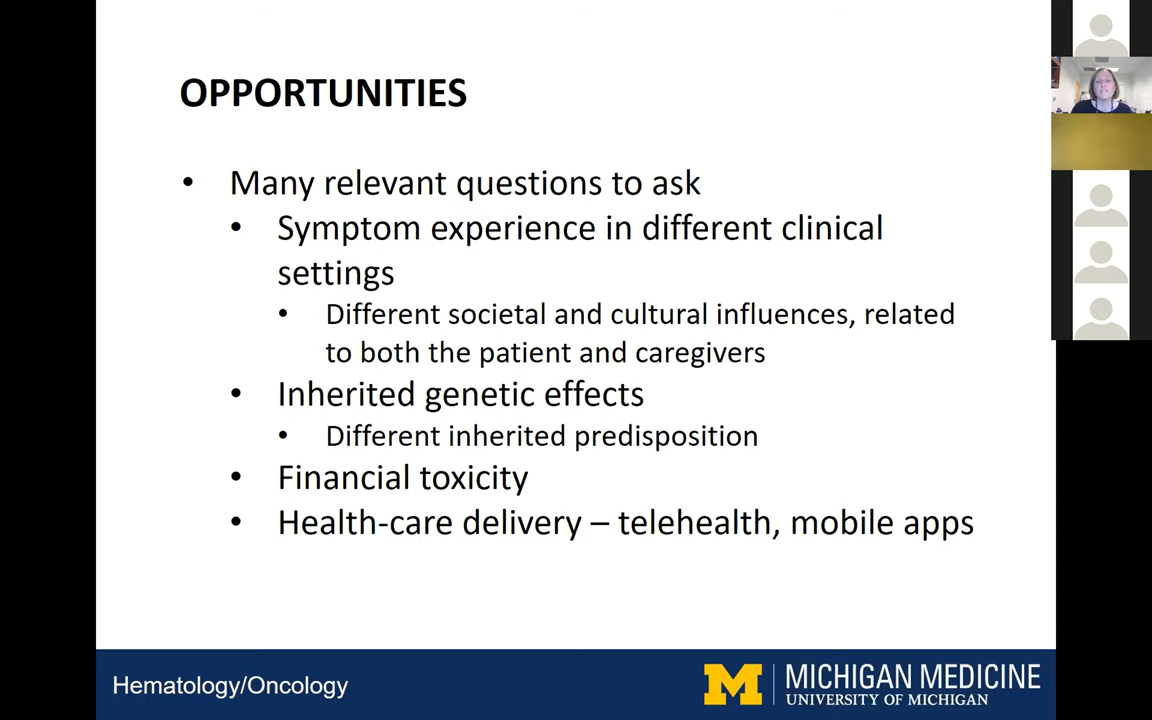 OPPORTUNITIES
• Many relevant questions to ask
• Symptom experience in different clinical
settings
• Different societal and cultural influences, related
to both the patient and caregivers
• Inherited genetic effects
• Different inherited predisposition
• Financial toxicity
• Health-care delivery – telehealth, mobile apps
Hematology/Oncology
M
MICHIGAN MEDICINE
UNIVERSITY OF MICHIGAN